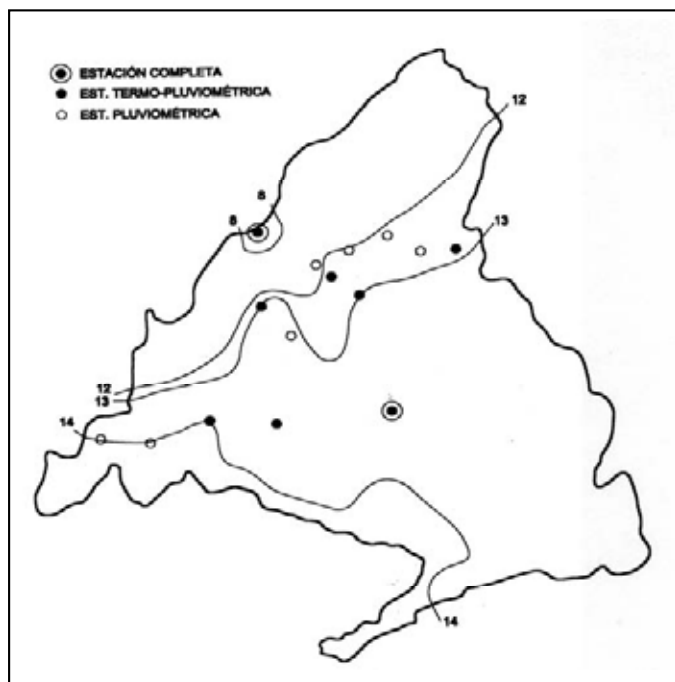 ESTACIÓN COMPLETA
EST. TERMO-PLUVIOMÉTRICA
EST. PLUVIOMÉTRICA
12
8
8
13
12
13
14
14